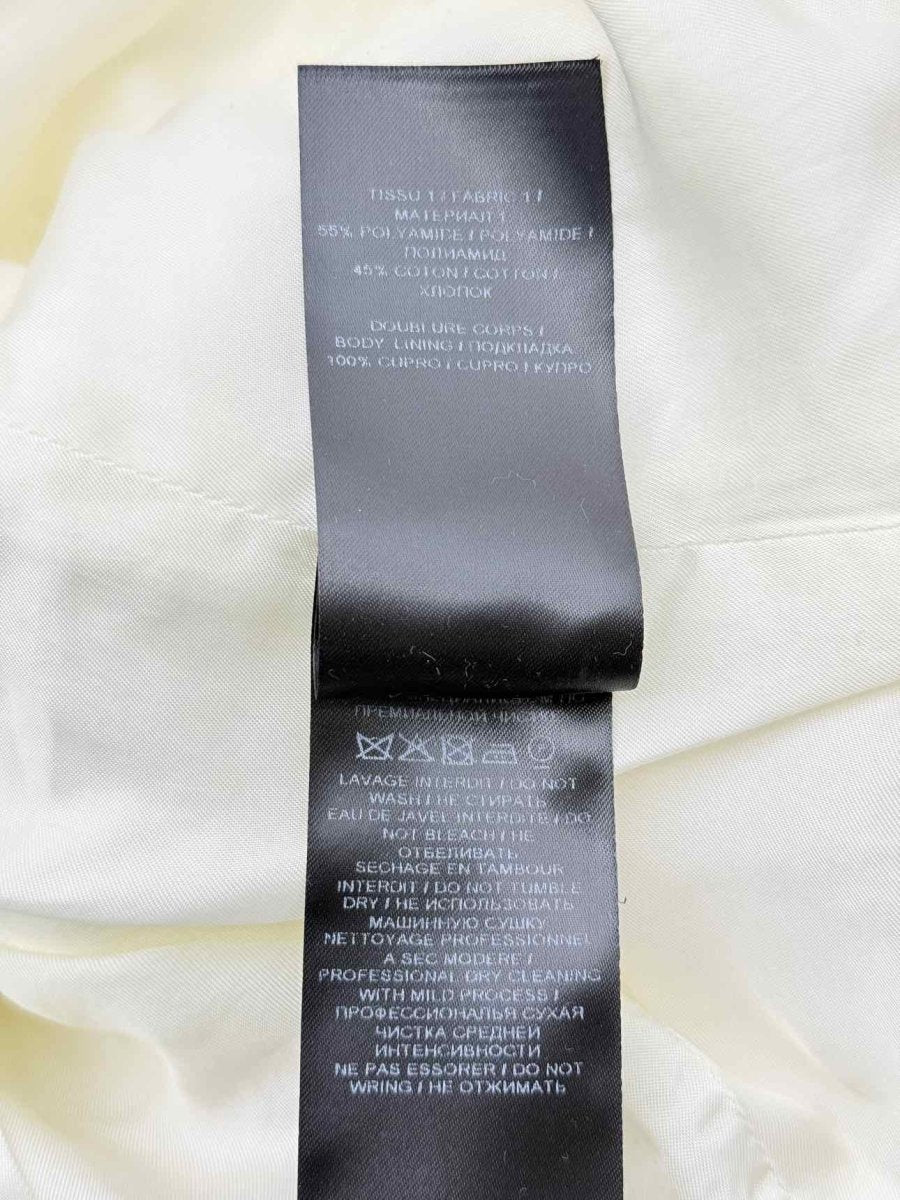 TISSU 1 / FABRIC 1 /
МАТЕРИАЛ 1
55% POLYAMIDE / POLYAMIDE /
ПОЛИАМИД
45% COTON / COTTON /
ХЛОПОК
DOUBLURE CORPS /
BODY LINING / ПОДКЛАДКА
100% CUPRO / CUPRO / КУПРО
LAVAGE INTERDIT / DO NOT
WASH / НЕ СТИРАТЬ
EAU DE JAVEL INTERDITE / DO
NOT BLEACH / НЕ
ОТБЕЛИВАТЬ
SECHAGE EN TAMBOUR
INTERDIT / DO NOT TUMBLE
DRY / НЕ ИСПОЛЬЗОВАТЬ
МАШИННУЮ СУШКУ
NETTOYAGE PROFESSIONNEL
A SEC MODERE /
PROFESSIONAL DRY CLEANING
WITH MILD PROCESS /
ПРОФЕССИОНАЛЬЯ СУХАЯ
ЧИСТКА СРЕДНЕЙ
ИНТЕНСИВНОСТИ
NE PAS ESSORER / DO NOT
WRING / НЕ ОТЖИМАТЬ